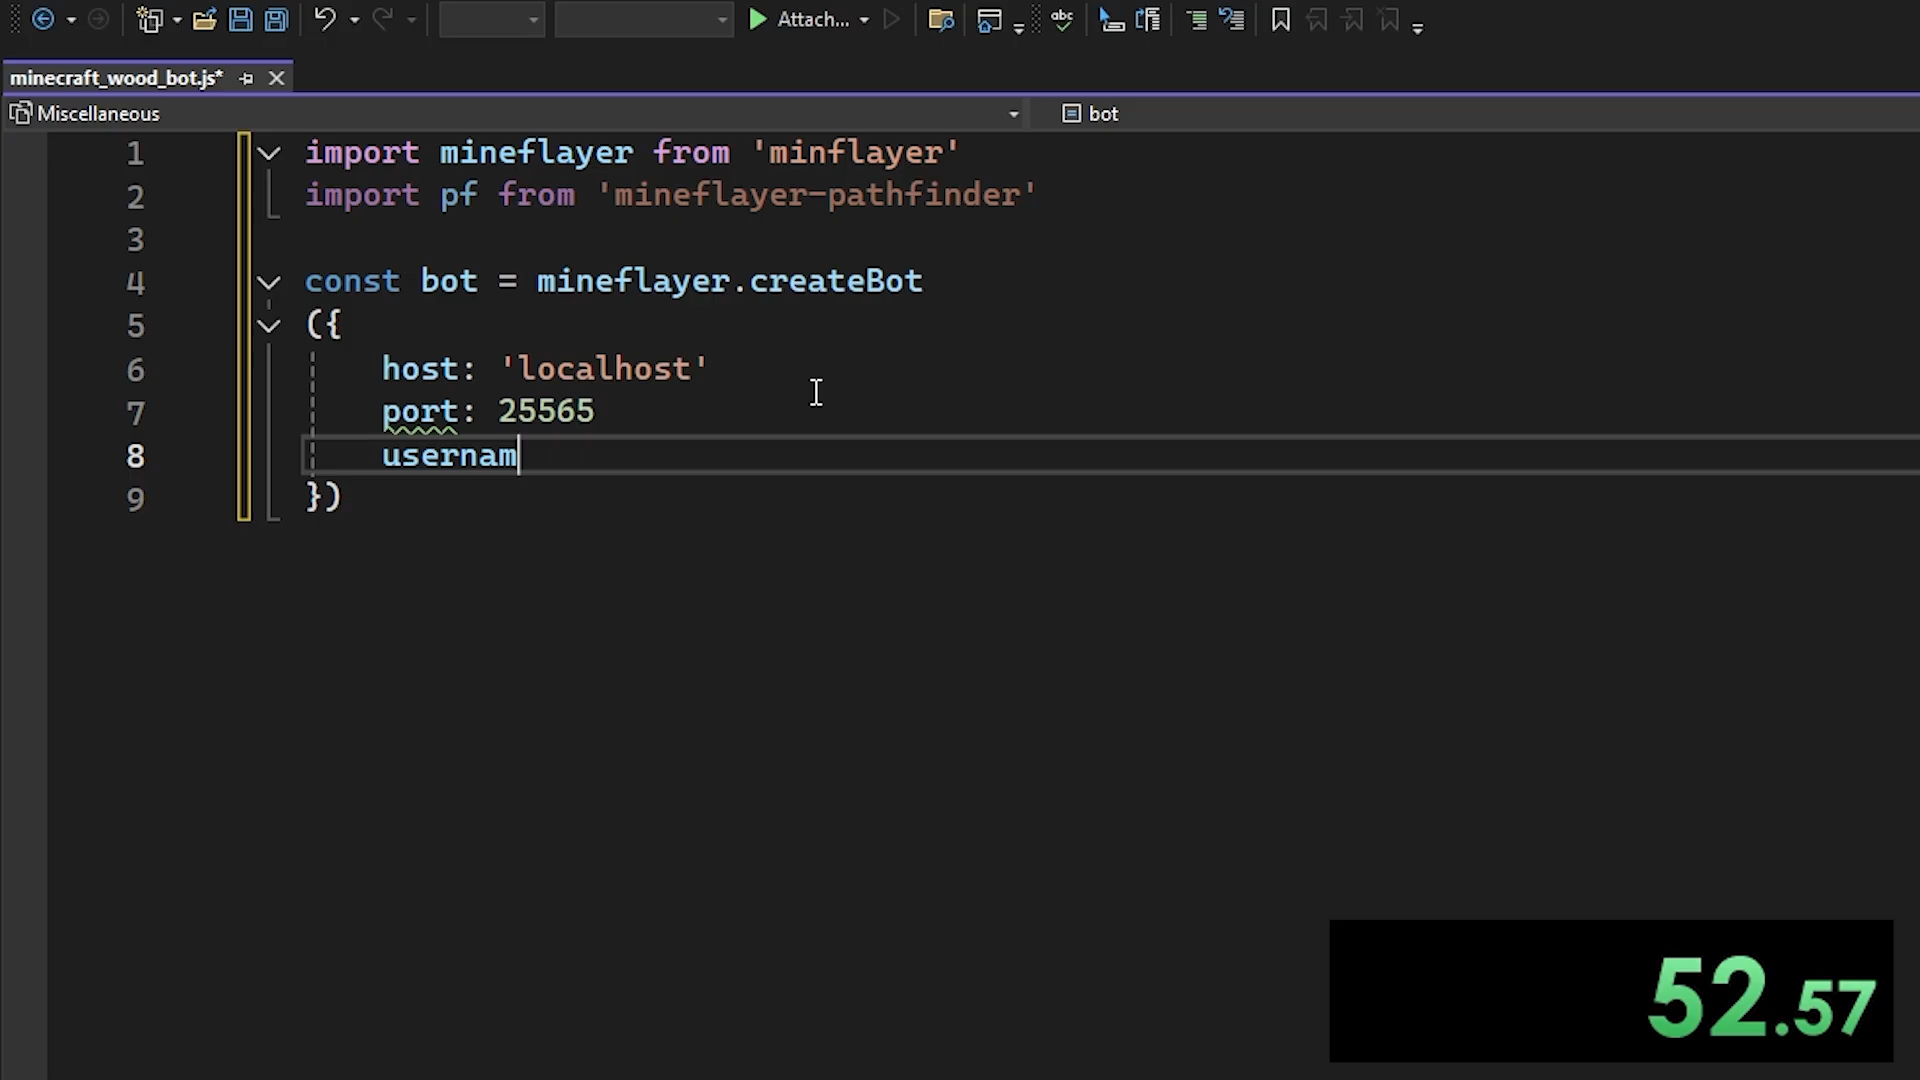 Attach...
abc
minecraft_wood_bot.js*
Miscellaneous
bot
1 import mineflayer from 'minflayer'
2 import pf from 'mineflayer-pathfinder'
3
4 const bot = mineflayer.createBot
5 ({
6 host: 'localhost'
7 port: 25565
8 usernam
9 })
52.57